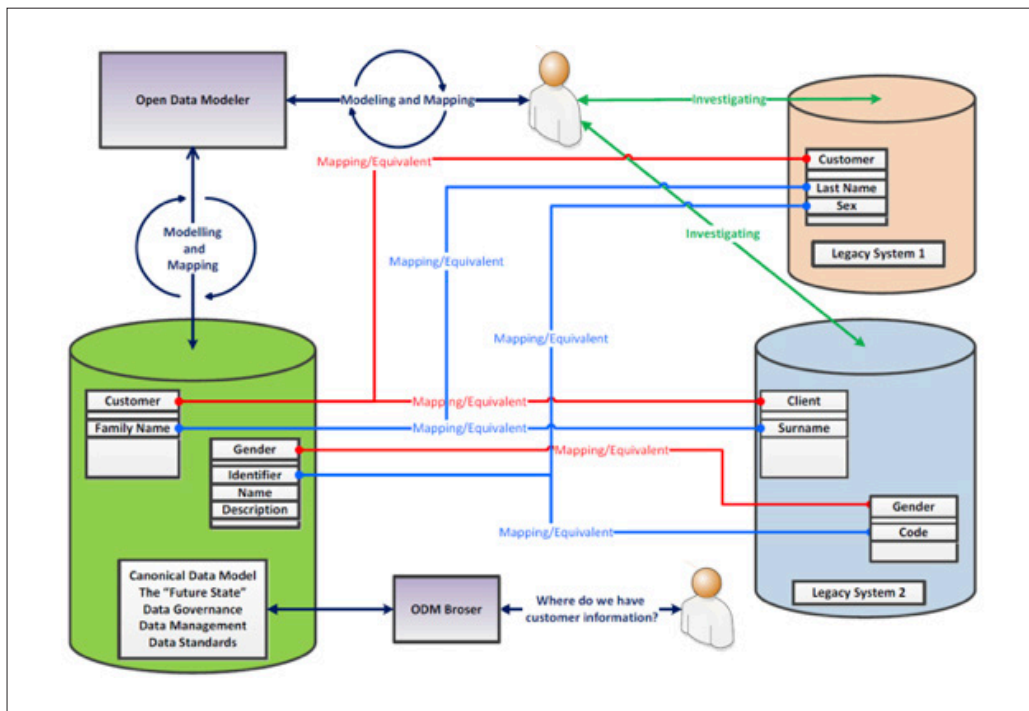 Open Data Modeler
Modeling and Mapping
Investigating
Mapping/Equivalent
Customer
Last Name
Sex
Legacy System 1
Modelling
and
Mapping
Investigating
Mapping/Equivalent
Mapping/Equivalent
Customer
Family Name
Mapping/Equivalent
Mapping/Equivalent
Client
Surname
Gender
Identifier
Name
Description
Mapping/Equivalent
Mapping/Equivalent
Gender
Code
Legacy System 2
Canonical Data Model
The "Future State"
Data Governance
Data Management
Data Standards
ODM Broser
Where do we have
customer information?